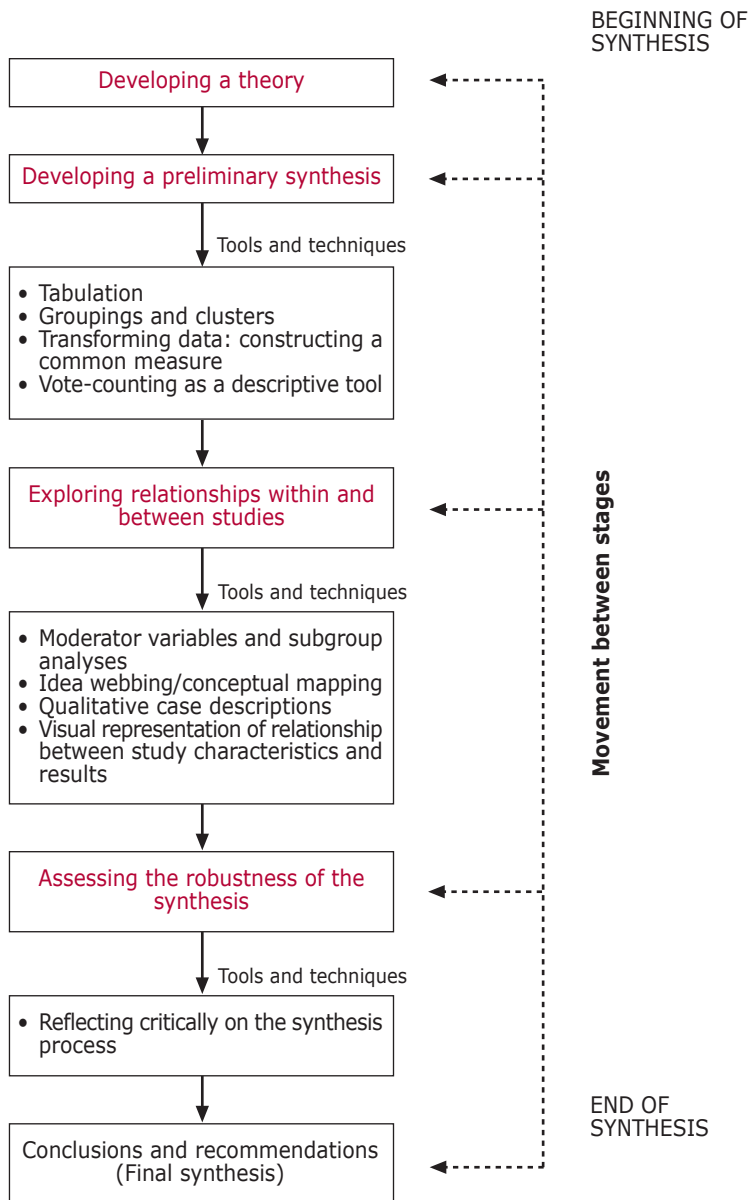 BEGINNING OF
SYNTHESIS
Developing a theory
Developing a preliminary synthesis
Tools and techniques
• Tabulation
• Groupings and clusters
• Transforming data: constructing a
common measure
• Vote-counting as a descriptive tool
Exploring relationships within and
between studies
Tools and techniques
• Moderator variables and subgroup
analyses
• Idea webbing/conceptual mapping
• Qualitative case descriptions
• Visual representation of relationship
between study characteristics and
results
Movement between stages
Assessing the robustness of the
synthesis
Tools and techniques
• Reflecting critically on the synthesis
process
END OF
SYNTHESIS
Conclusions and recommendations
(Final synthesis)